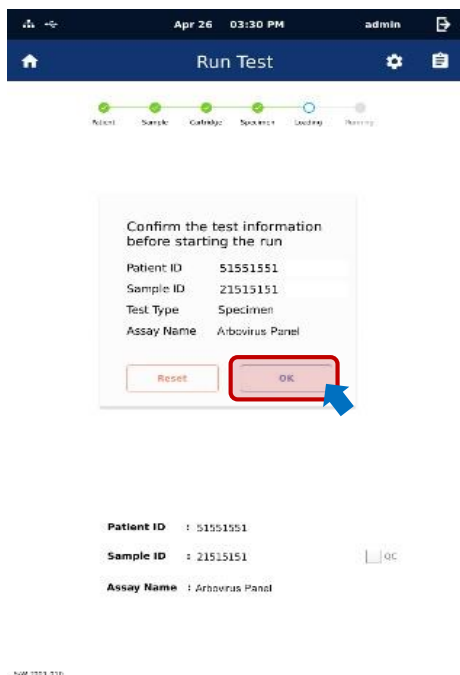 Apr 26 03:30 PM admin
Run Test
Patient Sample Cartridge Specimen Loading Running
Confirm the test information
before starting the run
Patient ID 51551551
Sample ID 21515151
Test Type Specimen
Assay Name Arbovirus Panel
Reset OK
Patient ID : 51551551
Sample ID : 21515151 QC
Assay Name : Arbovirus Panel